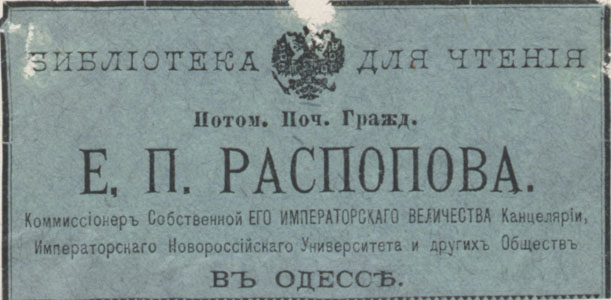 БИБЛІОТЕКА ДЛЯ ЧТЕНІЯ
Потом. Поч. Гражд.
Е. П. РАСПОПОВА.
Коммиссіонеръ Собственной ЕГО ИМПЕРАТОРСКАГО ВЕЛИЧЕСТВА Канцеляріи,
Императорскаго Новороссійскаго Университета и другихъ Обществъ
ВЪ ОДЕССѢ.